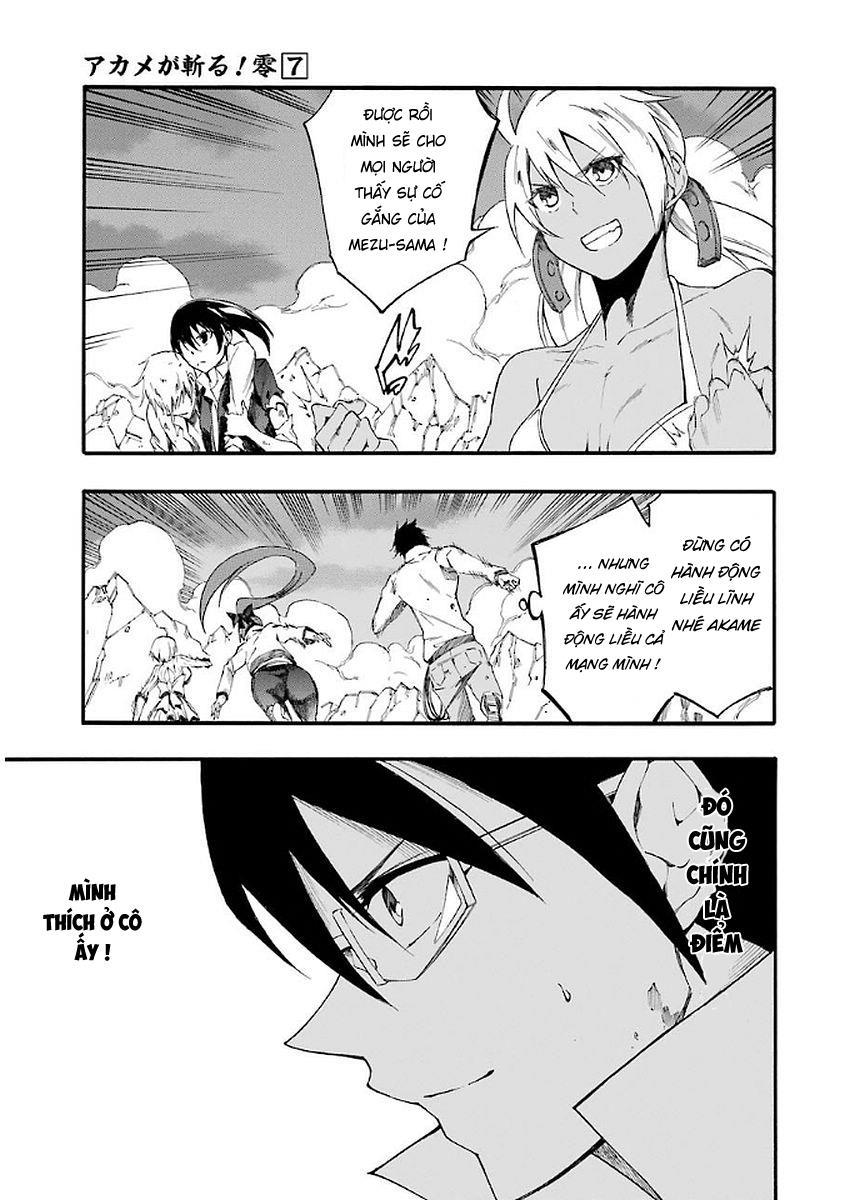 アカメが斬る!零 7
ĐƯỢC RỒI
MÌNH SẼ CHO
MỌI NGƯỜI
THẤY SỰ CỐ
GẮNG CỦA
MEZU-SAMA !
ĐỪNG CÓ
HÀNH ĐỘNG
LIỀU LĨNH
NHÉ AKAME
... NHƯNG
MÌNH NGHĨ CÔ
ẤY SẼ HÀNH
ĐỘNG LIỀU CẢ
MẠNG MÌNH !
ĐÓ
CŨNG
CHÍNH
LÀ
ĐIỂM
MÌNH
THÍCH Ở CÔ
ẤY !